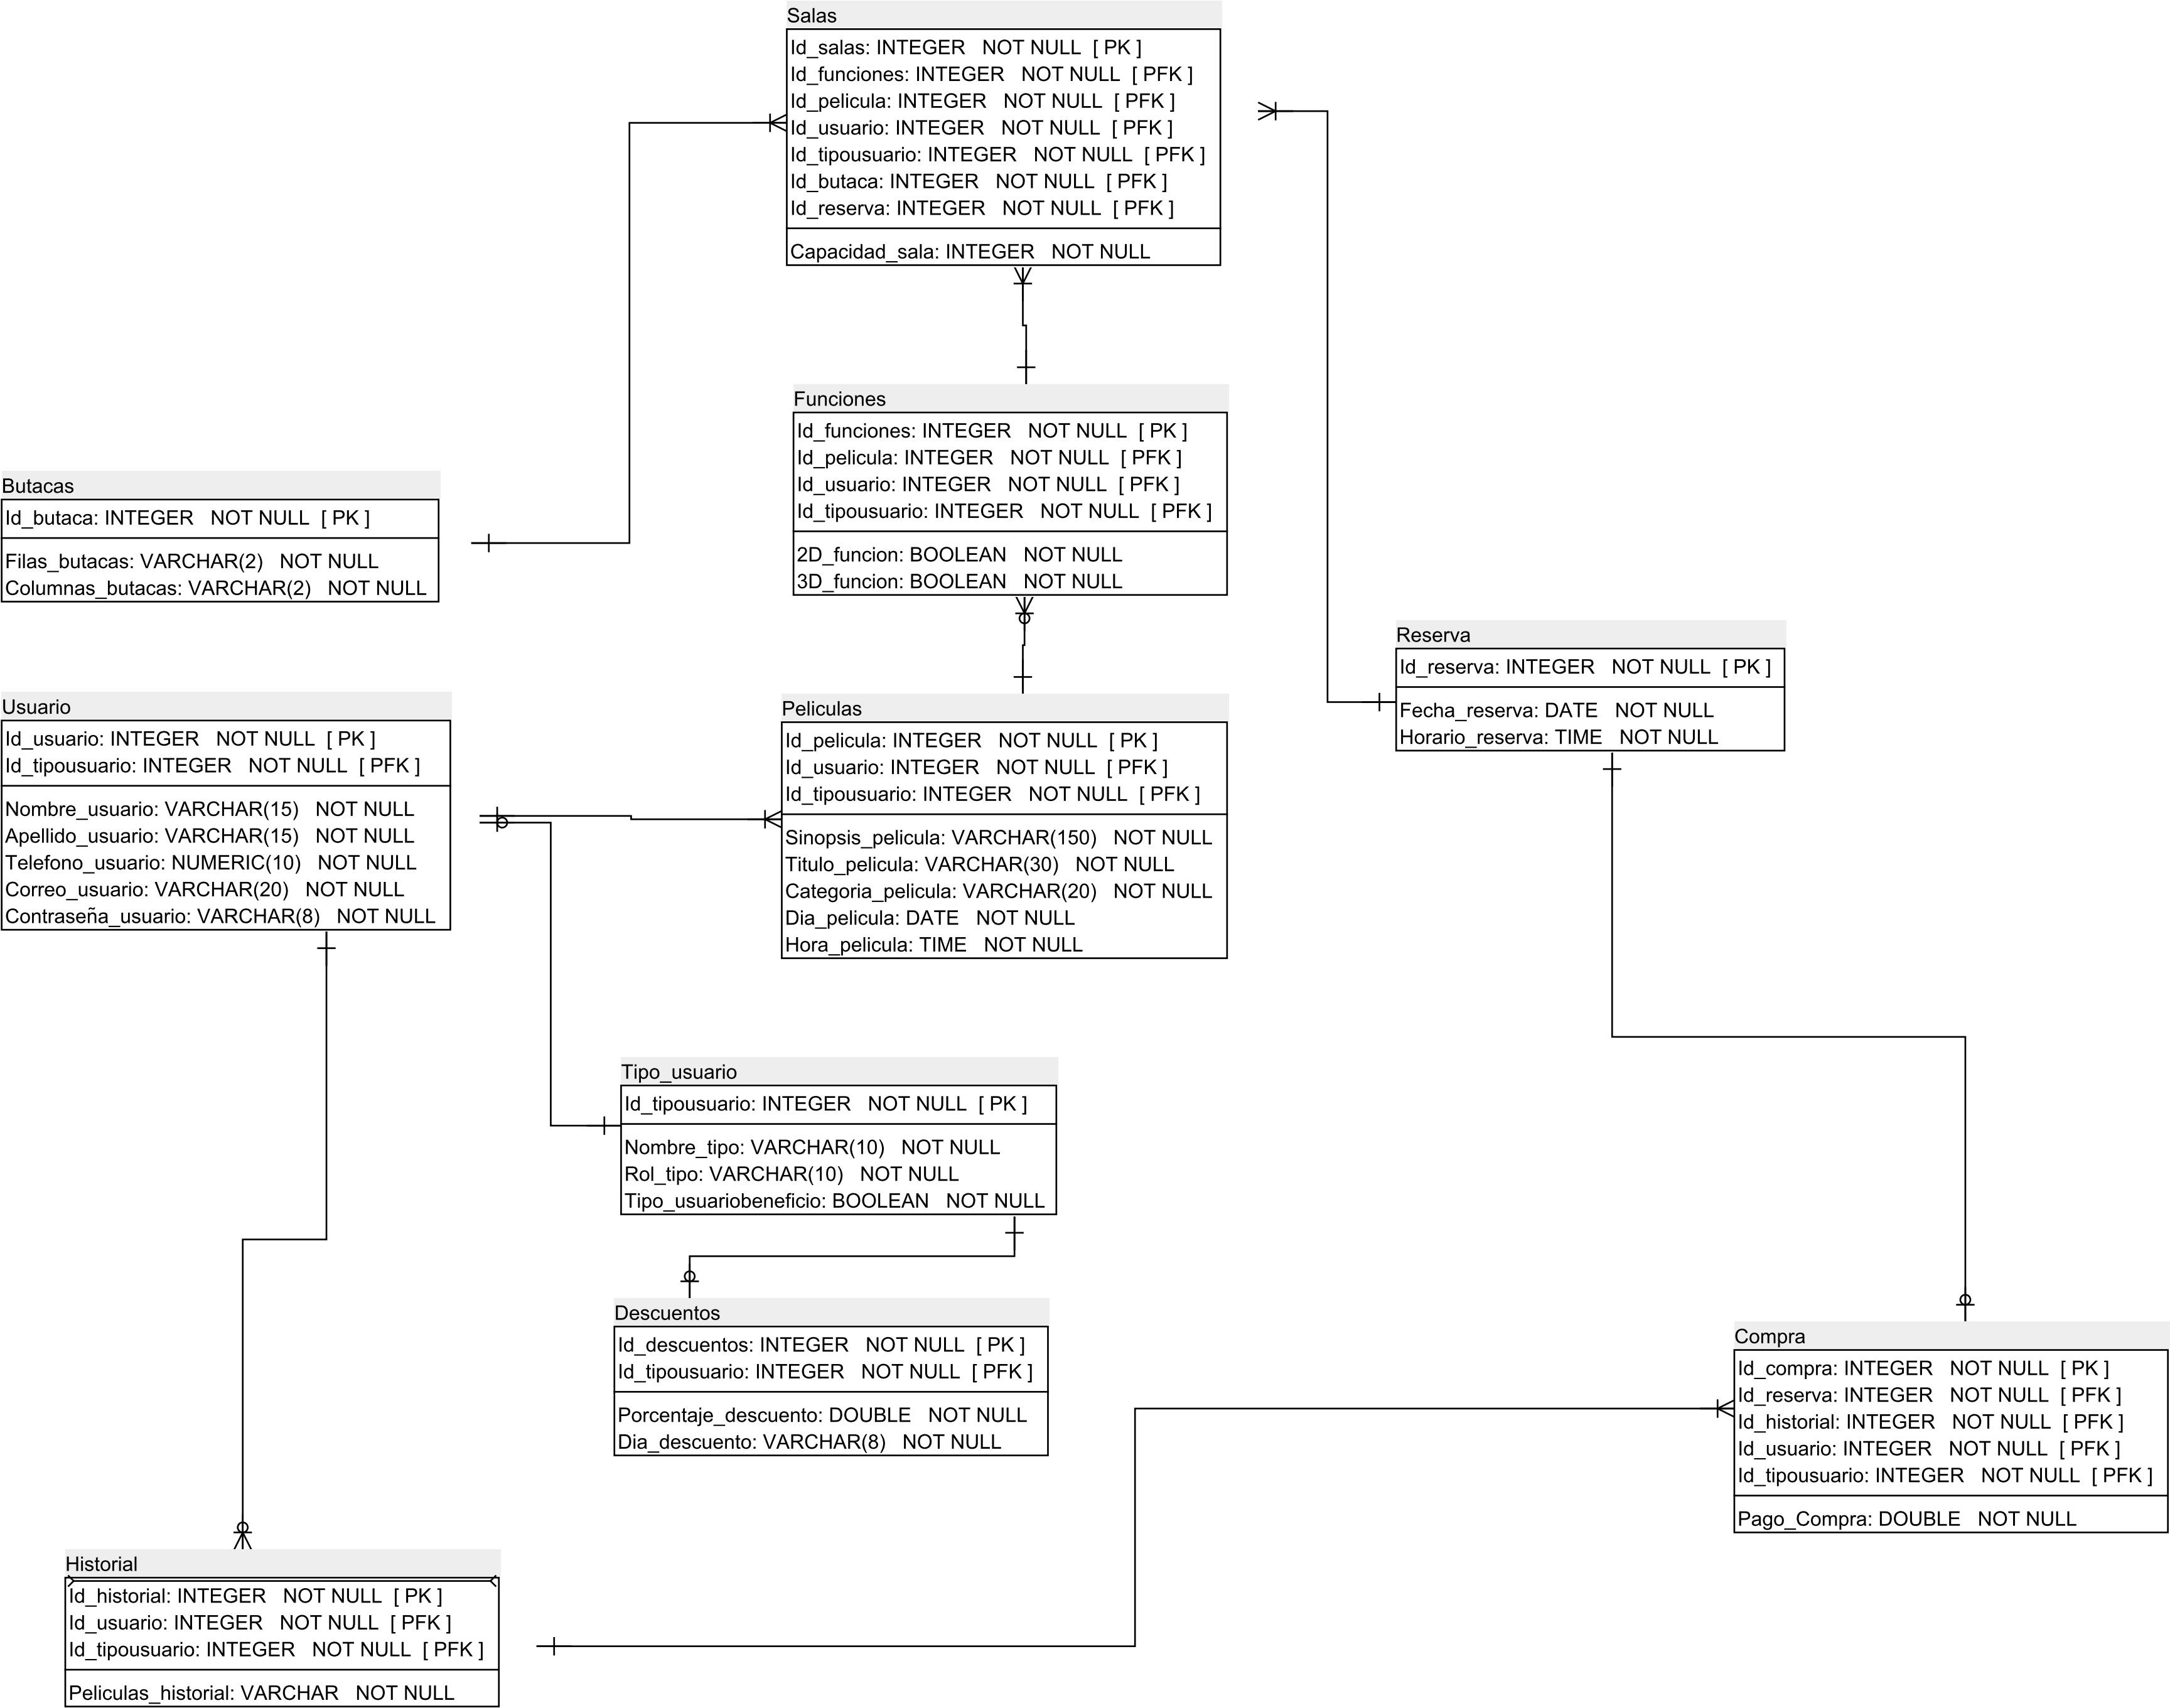 Salas
Id_salas: INTEGER NOT NULL [ PK ]
Id_funciones: INTEGER NOT NULL [ PFK ]
Id_pelicula: INTEGER NOT NULL [ PFK ]
Id_usuario: INTEGER NOT NULL [ PFK ]
Id_tipousuario: INTEGER NOT NULL [ PFK ]
Id_butaca: INTEGER NOT NULL [ PFK ]
Id_reserva: INTEGER NOT NULL [ PFK ]
Capacidad_sala: INTEGER NOT NULL
Funciones
Id_funciones: INTEGER NOT NULL [ PK ]
Id_pelicula: INTEGER NOT NULL [ PFK ]
Id_usuario: INTEGER NOT NULL [ PFK ]
Id_tipousuario: INTEGER NOT NULL [ PFK ]
2D_funcion: BOOLEAN NOT NULL
3D_funcion: BOOLEAN NOT NULL
Butacas
Id_butaca: INTEGER NOT NULL [ PK ]
Filas_butacas: VARCHAR(2) NOT NULL
Columnas_butacas: VARCHAR(2) NOT NULL
Reserva
Id_reserva: INTEGER NOT NULL [ PK ]
Fecha_reserva: DATE NOT NULL
Horario_reserva: TIME NOT NULL
Usuario
Id_usuario: INTEGER NOT NULL [ PK ]
Id_tipousuario: INTEGER NOT NULL [ PFK ]
Nombre_usuario: VARCHAR(15) NOT NULL
Apellido_usuario: VARCHAR(15) NOT NULL
Telefono_usuario: NUMERIC(10) NOT NULL
Correo_usuario: VARCHAR(20) NOT NULL
Contraseña_usuario: VARCHAR(8) NOT NULL
Peliculas
Id_pelicula: INTEGER NOT NULL [ PK ]
Id_usuario: INTEGER NOT NULL [ PFK ]
Id_tipousuario: INTEGER NOT NULL [ PFK ]
Sinopsis_pelicula: VARCHAR(150) NOT NULL
Titulo_pelicula: VARCHAR(30) NOT NULL
Categoria_pelicula: VARCHAR(20) NOT NULL
Dia_pelicula: DATE NOT NULL
Hora_pelicula: TIME NOT NULL
Tipo_usuario
Id_tipousuario: INTEGER NOT NULL [ PK ]
Nombre_tipo: VARCHAR(10) NOT NULL
Rol_tipo: VARCHAR(10) NOT NULL
Tipo_usuariobeneficio: BOOLEAN NOT NULL
Descuentos
Id_descuentos: INTEGER NOT NULL [ PK ]
Id_tipousuario: INTEGER NOT NULL [ PFK ]
Porcentaje_descuento: DOUBLE NOT NULL
Dia_descuento: VARCHAR(8) NOT NULL
Compra
Id_compra: INTEGER NOT NULL [ PK ]
Id_reserva: INTEGER NOT NULL [ PFK ]
Id_historial: INTEGER NOT NULL [ PFK ]
Id_usuario: INTEGER NOT NULL [ PFK ]
Id_tipousuario: INTEGER NOT NULL [ PFK ]
Pago_Compra: DOUBLE NOT NULL
Historial
Id_historial: INTEGER NOT NULL [ PK ]
Id_usuario: INTEGER NOT NULL [ PFK ]
Id_tipousuario: INTEGER NOT NULL [ PFK ]
Peliculas_historial: VARCHAR NOT NULL